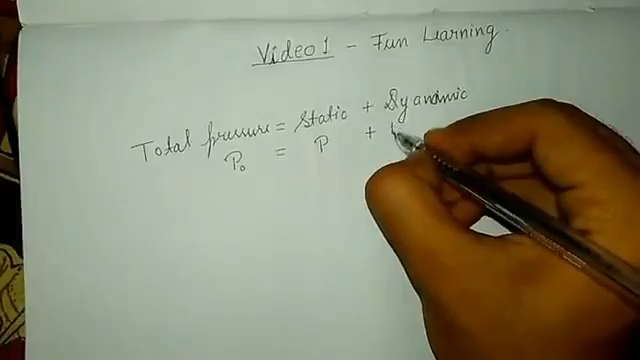 Video 1 - Fun Learning.
Total pressure = Static + Dyanamic
P₀ = P +